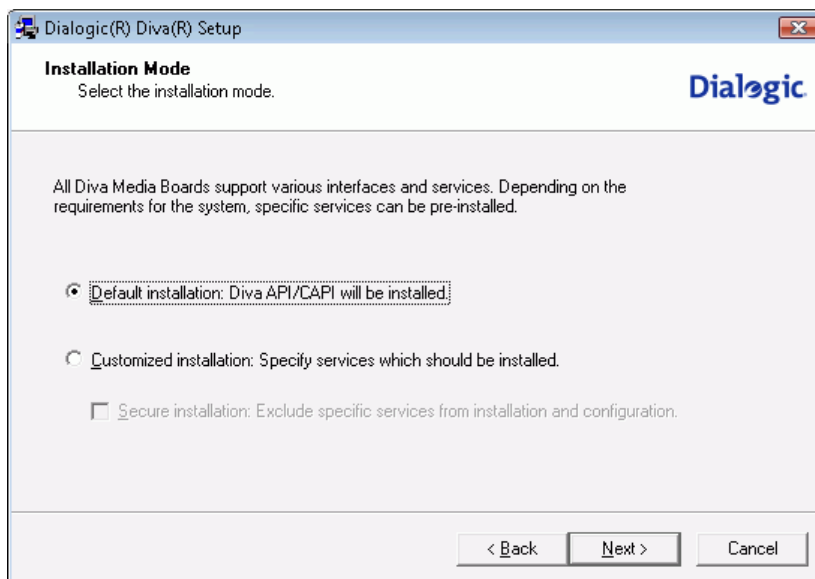 Dialogic(R) Diva(R) Setup
Installation Mode
Select the installation mode.
Dialogic.
All Diva Media Boards support various interfaces and services. Depending on the
requirements for the system, specific services can be pre-installed.
Default installation: Diva API/CAPI will be installed.
Customized installation: Specify services which should be installed.
Secure installation: Exclude specific services from installation and configuration.
< Back
Next >
Cancel